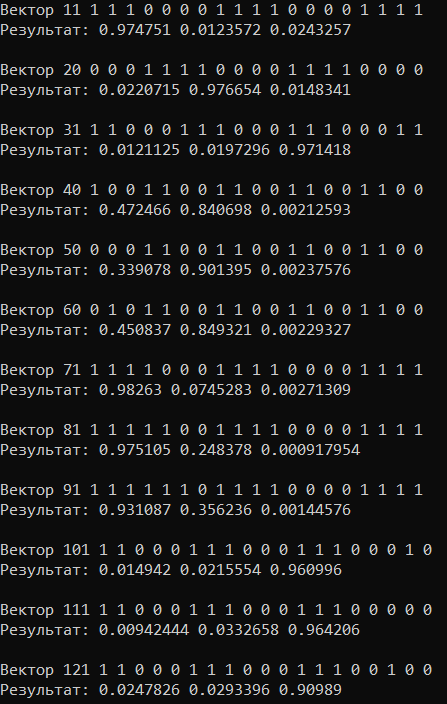 Вектор 11 1 1 1 0 0 0 0 1 1 1 1 0 0 0 0 1 1 1 1
Результат: 0.974751 0.0123572 0.0243257
Вектор 20 0 0 0 1 1 1 1 0 0 0 0 1 1 1 1 0 0 0 0
Результат: 0.0220715 0.976654 0.0148341
Вектор 31 1 1 0 0 0 1 1 1 0 0 0 1 1 1 0 0 0 1 1
Результат: 0.0121125 0.0197296 0.971418
Вектор 40 1 0 0 1 1 0 0 1 1 0 0 1 1 0 0 1 1 0 0
Результат: 0.472466 0.840698 0.00212593
Вектор 50 0 0 0 1 1 0 0 1 1 0 0 1 1 0 0 1 1 0 0
Результат: 0.339078 0.901395 0.00237576
Вектор 60 0 1 0 1 1 0 0 1 1 0 0 1 1 0 0 1 1 0 0
Результат: 0.450837 0.849321 0.00229327
Вектор 71 1 1 1 1 0 0 0 1 1 1 1 0 0 0 0 1 1 1 1
Результат: 0.98263 0.0745283 0.00271309
Вектор 81 1 1 1 1 1 0 0 1 1 1 1 0 0 0 0 1 1 1 1
Результат: 0.975105 0.248378 0.000917954
Вектор 91 1 1 1 1 1 1 0 1 1 1 1 0 0 0 0 1 1 1 1
Результат: 0.931087 0.356236 0.00144576
Вектор 101 1 1 0 0 0 1 1 1 0 0 0 1 1 1 0 0 0 1 0
Результат: 0.014942 0.0215554 0.960996
Вектор 111 1 1 0 0 0 1 1 1 0 0 0 1 1 1 0 0 0 0 0
Результат: 0.00942444 0.0332658 0.964206
Вектор 121 1 1 0 0 0 1 1 1 0 0 0 1 1 1 0 0 1 0 0
Результат: 0.0247826 0.0293396 0.90989